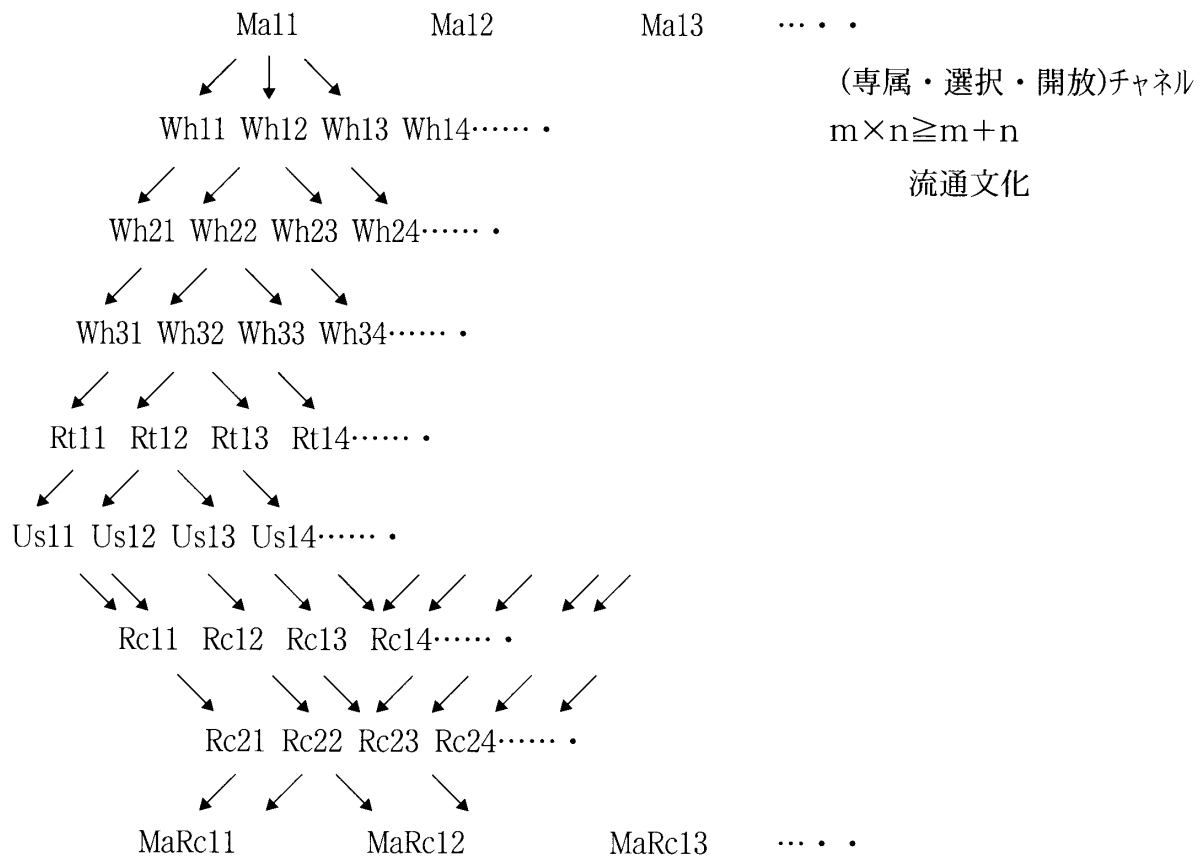 Ma11 Ma12 Ma13 …・・
(専属・選択・開放)チャネル
Wh11 Wh12 Wh13 Wh14……・
m×n≧m+n
流通文化
Wh21 Wh22 Wh23 Wh24……・
Wh31 Wh32 Wh33 Wh34……・
Rt11 Rt12 Rt13 Rt14……・
Us11 Us12 Us13 Us14……・
Rc11 Rc12 Rc13 Rc14……・
Rc21 Rc22 Rc23 Rc24……・
MaRc11 MaRc12 MaRc13 …・・